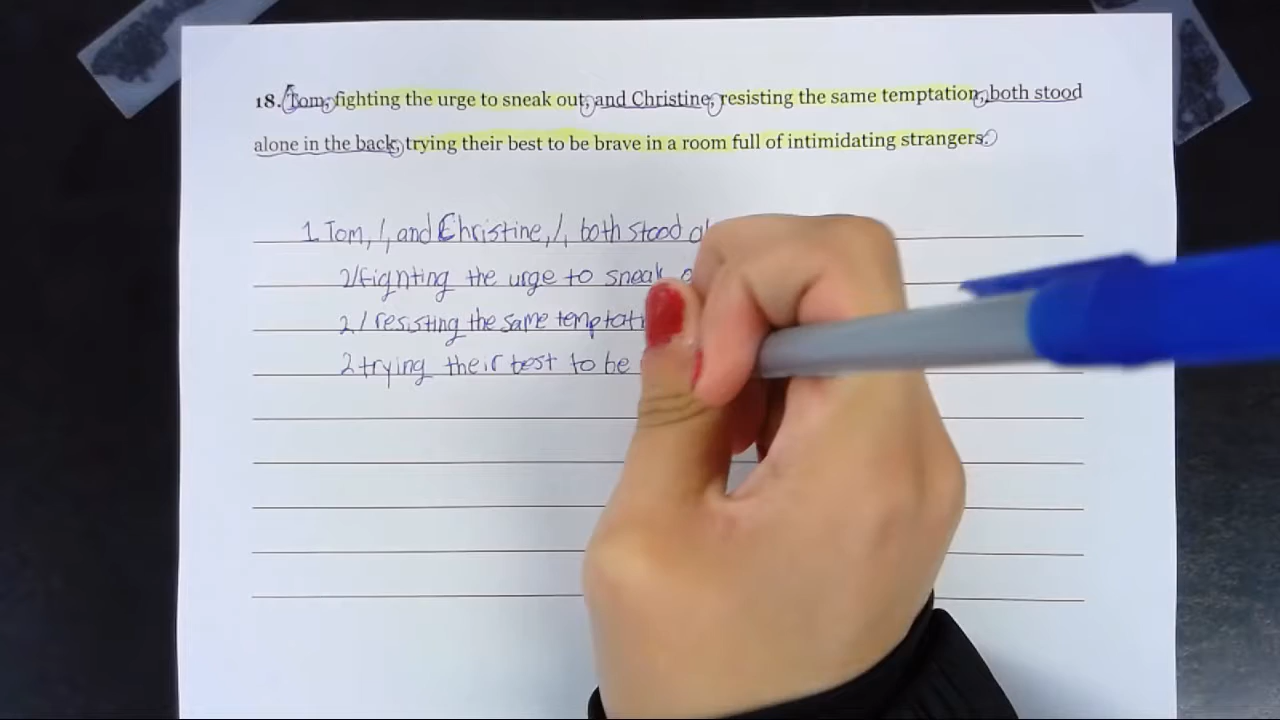 18. Tom, fighting the urge to sneak out, and Christine, resisting the same temptation, both stood
alone in the back, trying their best to be brave in a room full of intimidating strangers.
1 Tom, /, and Christine, /, both stood
2/fignting the urge to sneak
2/ resisting the same
2 trying their best to be